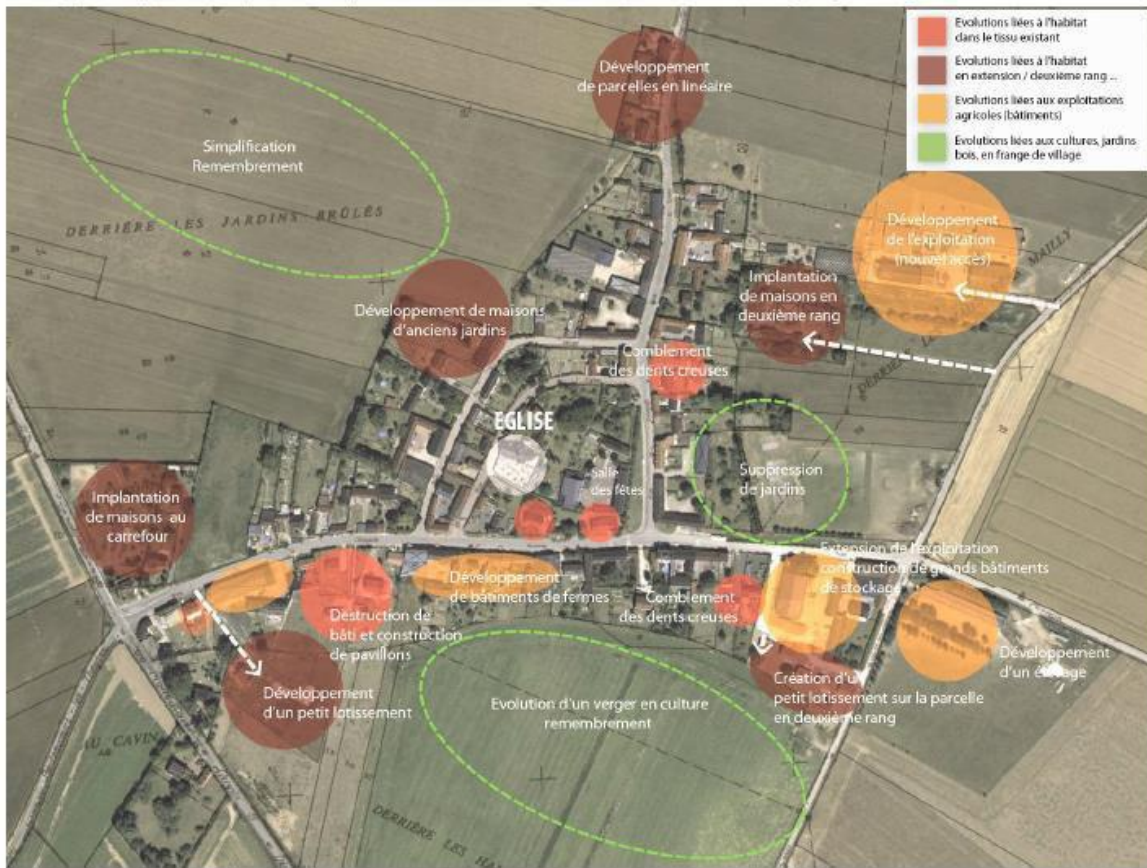 Evolutions liées à l'habitat
dans le tissu existant
Evolutions liées à l'habitat
en extension / deuxième rang ...
Evolutions liées aux exploitations
agricoles (bâtiments)
Evolutions liées aux cultures, jardins
bois, en frange de village
Développement
de parcelles en linéaire
Simplification
Remembrement
DERRIÈRE LES JARDINS BRÛLÉS
Développement
de l'exploitation
(nouvel accès)
MAILLY
Implantation
de maisons en
deuxième rang
Développement de maisons
d'anciens jardins
Comblement
des dents creuses
EGLISE
Salle
des fêtes
Suppression
de jardins
Implantation
de maisons au
carrefour
Extension de l'exploitation
construction de grands bâtiments
de stockage
Développement
de bâtiments de fermes
Comblement
des dents creuses
Destruction de
bâti et construction
de pavillons
Développement
d'un élevage
Développement
d'un petit lotissement
Création d'un
petit lotissement sur la parcelle
en deuxième rang
Evolution d'un verger en culture
remembrement
AU CAVIN
DERRIÈRE LES